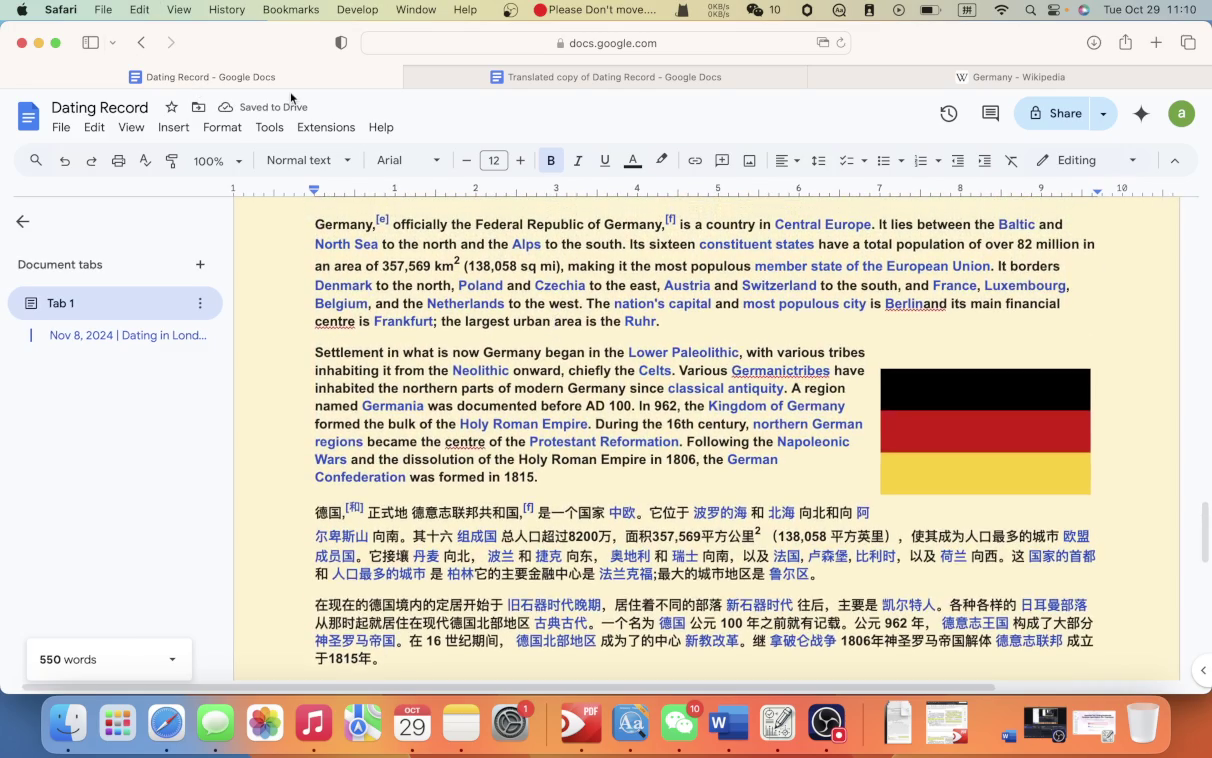 0KB/s
0KB/s
10
Tue Oct 29 11:10
docs.google.com
Dating Record - Google Docs
Translated copy of Dating Record - Google Docs
W Germany - Wikipedia
Dating Record
Saved to Drive
File Edit View Insert Format Tools Extensions Help
Share
a
100%
Normal text
Arial
12
B I U A
Editing
1 1 2 3 4 5 6 7 8 9 10
Document tabs
Tab 1
Nov 8, 2024 | Dating in Lond...
Germany,[e] officially the Federal Republic of Germany,[f] is a country in Central Europe. It lies between the Baltic and
North Sea to the north and the Alps to the south. Its sixteen constituent states have a total population of over 82 million in
an area of 357,569 km2 (138,058 sq mi), making it the most populous member state of the European Union. It borders
Denmark to the north, Poland and Czechia to the east, Austria and Switzerland to the south, and France, Luxembourg,
Belgium, and the Netherlands to the west. The nation's capital and most populous city is Berlinand its main financial
centre is Frankfurt; the largest urban area is the Ruhr.
Settlement in what is now Germany began in the Lower Paleolithic, with various tribes
inhabiting it from the Neolithic onward, chiefly the Celts. Various Germanictribes have
inhabited the northern parts of modern Germany since classical antiquity. A region
named Germania was documented before AD 100. In 962, the Kingdom of Germany
formed the bulk of the Holy Roman Empire. During the 16th century, northern German
regions became the centre of the Protestant Reformation. Following the Napoleonic
Wars and the dissolution of the Holy Roman Empire in 1806, the German
Confederation was formed in 1815.
德国,[和] 正式地 德意志联邦共和国,[f] 是一个国家 中欧。它位于 波罗的海 和 北海 向北和向 阿
尔卑斯山 向南。其十六 组成国 总人口超过8200万，面积357,569平方公里2 （138,058 平方英里），使其成为人口最多的城市 欧盟
成员国。它接壤 丹麦 向北， 波兰 和 捷克 向东， 奥地利 和 瑞士 向南，以及 法国, 卢森堡, 比利时，以及 荷兰 向西。这 国家的首都
和 人口最多的城市 是 柏林它的主要金融中心是 法兰克福;最大的城市地区是 鲁尔区。
在现在的德国境内的定居开始于 旧石器时代晚期，居住着不同的部落 新石器时代 往后，主要是 凯尔特人。各种各样的 日耳曼部落
从那时起就居住在现代德国北部地区 古典古代。一个名为 德国 公元 100 年之前就有记载。公元 962 年， 德意志王国 构成了大部分
神圣罗马帝国。在 16 世纪期间， 德国北部地区 成为了的中心 新教改革。继 拿破仑战争 1806年神圣罗马帝国解体 德意志联邦 成立
于1815年。
550 words
OCT
29
1
PDF
Aa
10
W